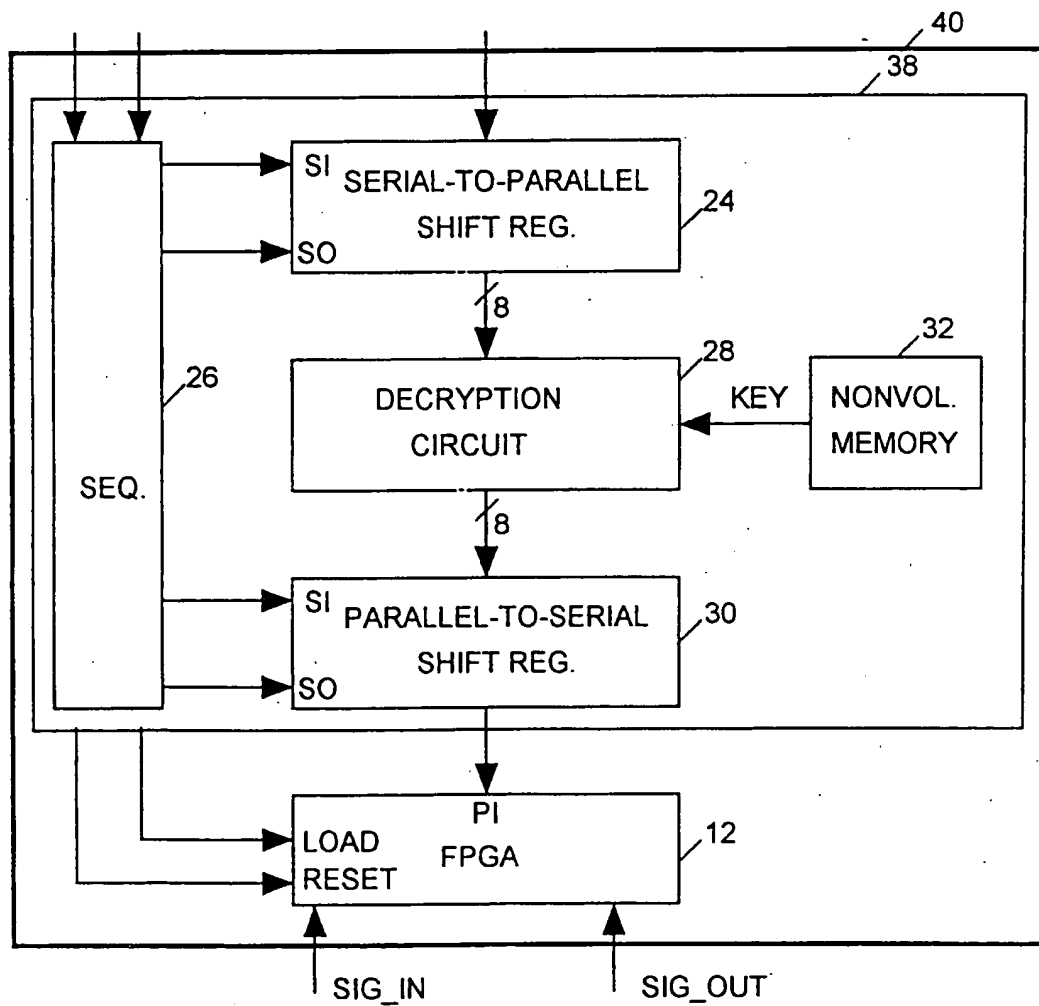 40
38
SI
SERIAL-TO-PARALLEL
SHIFT REG.
24
SO
8
26
28
32
DECRYPTION
CIRCUIT
KEY
NONVOL.
MEMORY
SEQ.
8
SI
PARALLEL-TO-SERIAL
SHIFT REG.
30
SO
PI
LOAD
FPGA
12
RESET
SIG_IN
SIG_OUT